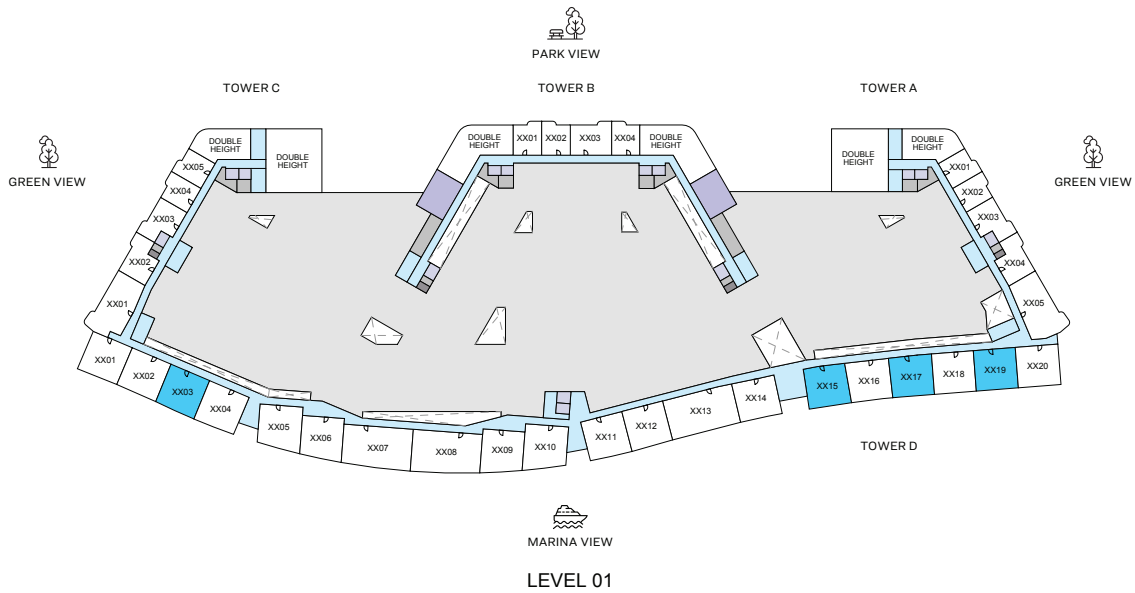 PARK VIEW
TOWER C
TOWER B
TOWER A
GREEN VIEW
GREEN VIEW
DOUBLE
HEIGHT
DOUBLE
HEIGHT
XX05
XX04
XX03
XX02
XX01
DOUBLE
HEIGHT
XX01
XX02
XX03
XX04
DOUBLE
HEIGHT
DOUBLE
HEIGHT
DOUBLE
HEIGHT
XX01
XX02
XX03
XX04
XX05
XX01
XX02
XX03
XX04
XX05
XX06
XX07
XX08
XX09
XX10
XX11
XX12
XX13
XX14
XX15
XX16
XX17
XX18
XX19
XX20
TOWER D
MARINA VIEW
LEVEL 01